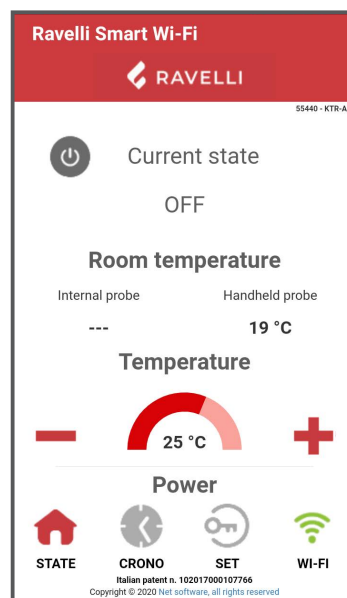 Ravelli Smart Wi-Fi
RAVELLI
55440 - KTR-A
Current state
OFF
Room temperature
Internal probe Handheld probe
--- 19 °C
Temperature
25 °C
Power
STATE CRONO SET WI-FI
Italian patent n. 102017000107766
Copyright © 2020 Net software, all rights reserved